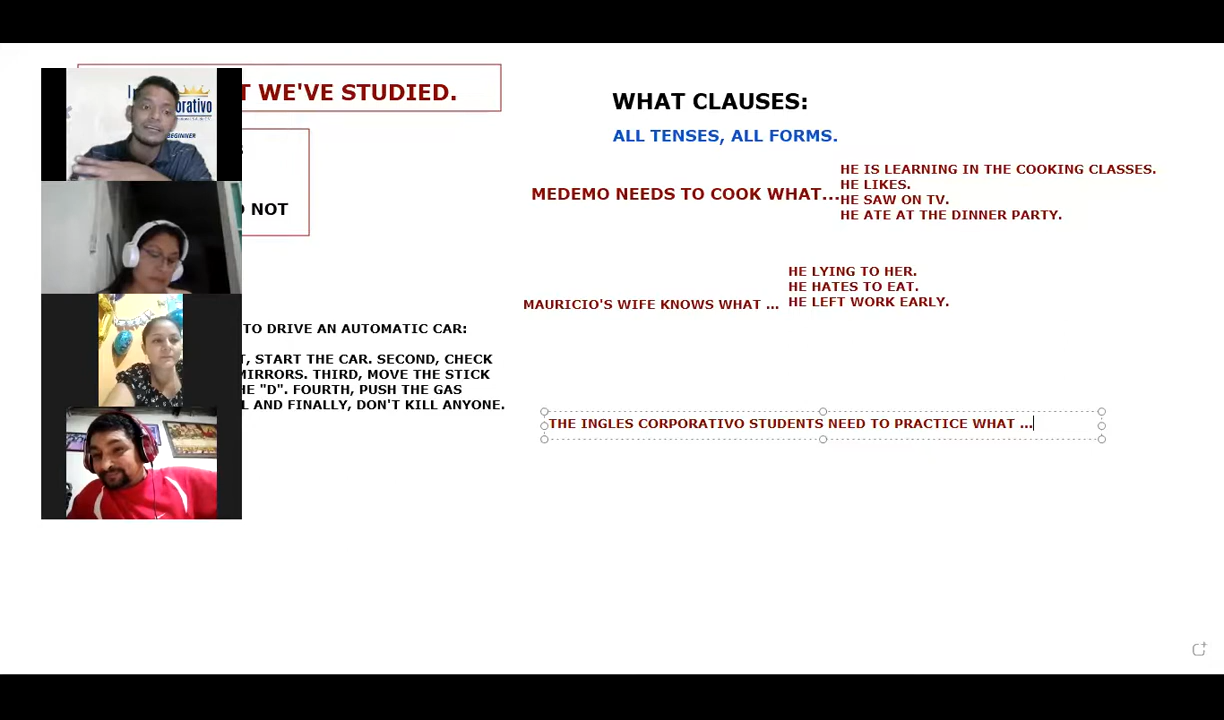 WE'VE STUDIED.
orativo
BEGINNER
NOT
TO DRIVE AN AUTOMATIC CAR:
START THE CAR. SECOND, CHECK
MIRRORS. THIRD, MOVE THE STICK
"D". FOURTH, PUSH THE GAS
AND FINALLY, DON'T KILL ANYONE.
WHAT CLAUSES:
ALL TENSES, ALL FORMS.
MEDEMO NEEDS TO COOK WHAT...
HE IS LEARNING IN THE COOKING CLASSES.
HE LIKES.
HE SAW ON TV.
HE ATE AT THE DINNER PARTY.
MAURICIO'S WIFE KNOWS WHAT ...
HE LYING TO HER.
HE HATES TO EAT.
HE LEFT WORK EARLY.
THE INGLES CORPORATIVO STUDENTS NEED TO PRACTICE WHAT ...